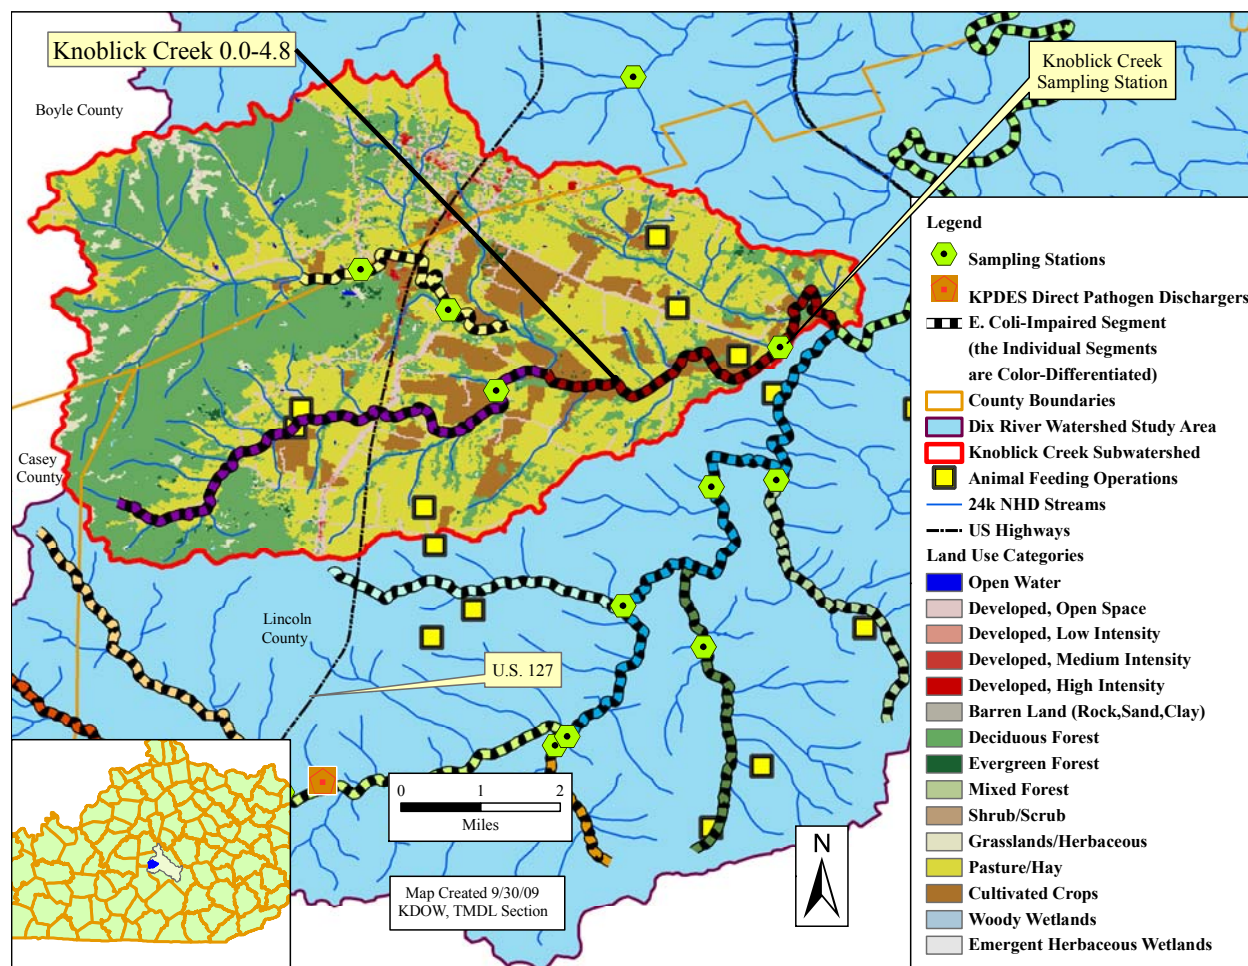 Knoblick Creek 0.0-4.8
Knoblick Creek
Sampling Station
Boyle County
Casey
County
Lincoln
County
U.S. 127
0 1 2
Miles
Map Created 9/30/09
KDOW, TMDL Section
N
Legend
Sampling Stations
KPDES Direct Pathogen Dischargers
E. Coli-Impaired Segment
(the Individual Segments
are Color-Differentiated)
County Boundaries
Dix River Watershed Study Area
Knoblick Creek Subwatershed
Animal Feeding Operations
24k NHD Streams
US Highways
Land Use Categories
Open Water
Developed, Open Space
Developed, Low Intensity
Developed, Medium Intensity
Developed, High Intensity
Barren Land (Rock,Sand,Clay)
Deciduous Forest
Evergreen Forest
Mixed Forest
Shrub/Scrub
Grasslands/Herbaceous
Pasture/Hay
Cultivated Crops
Woody Wetlands
Emergent Herbaceous Wetlands